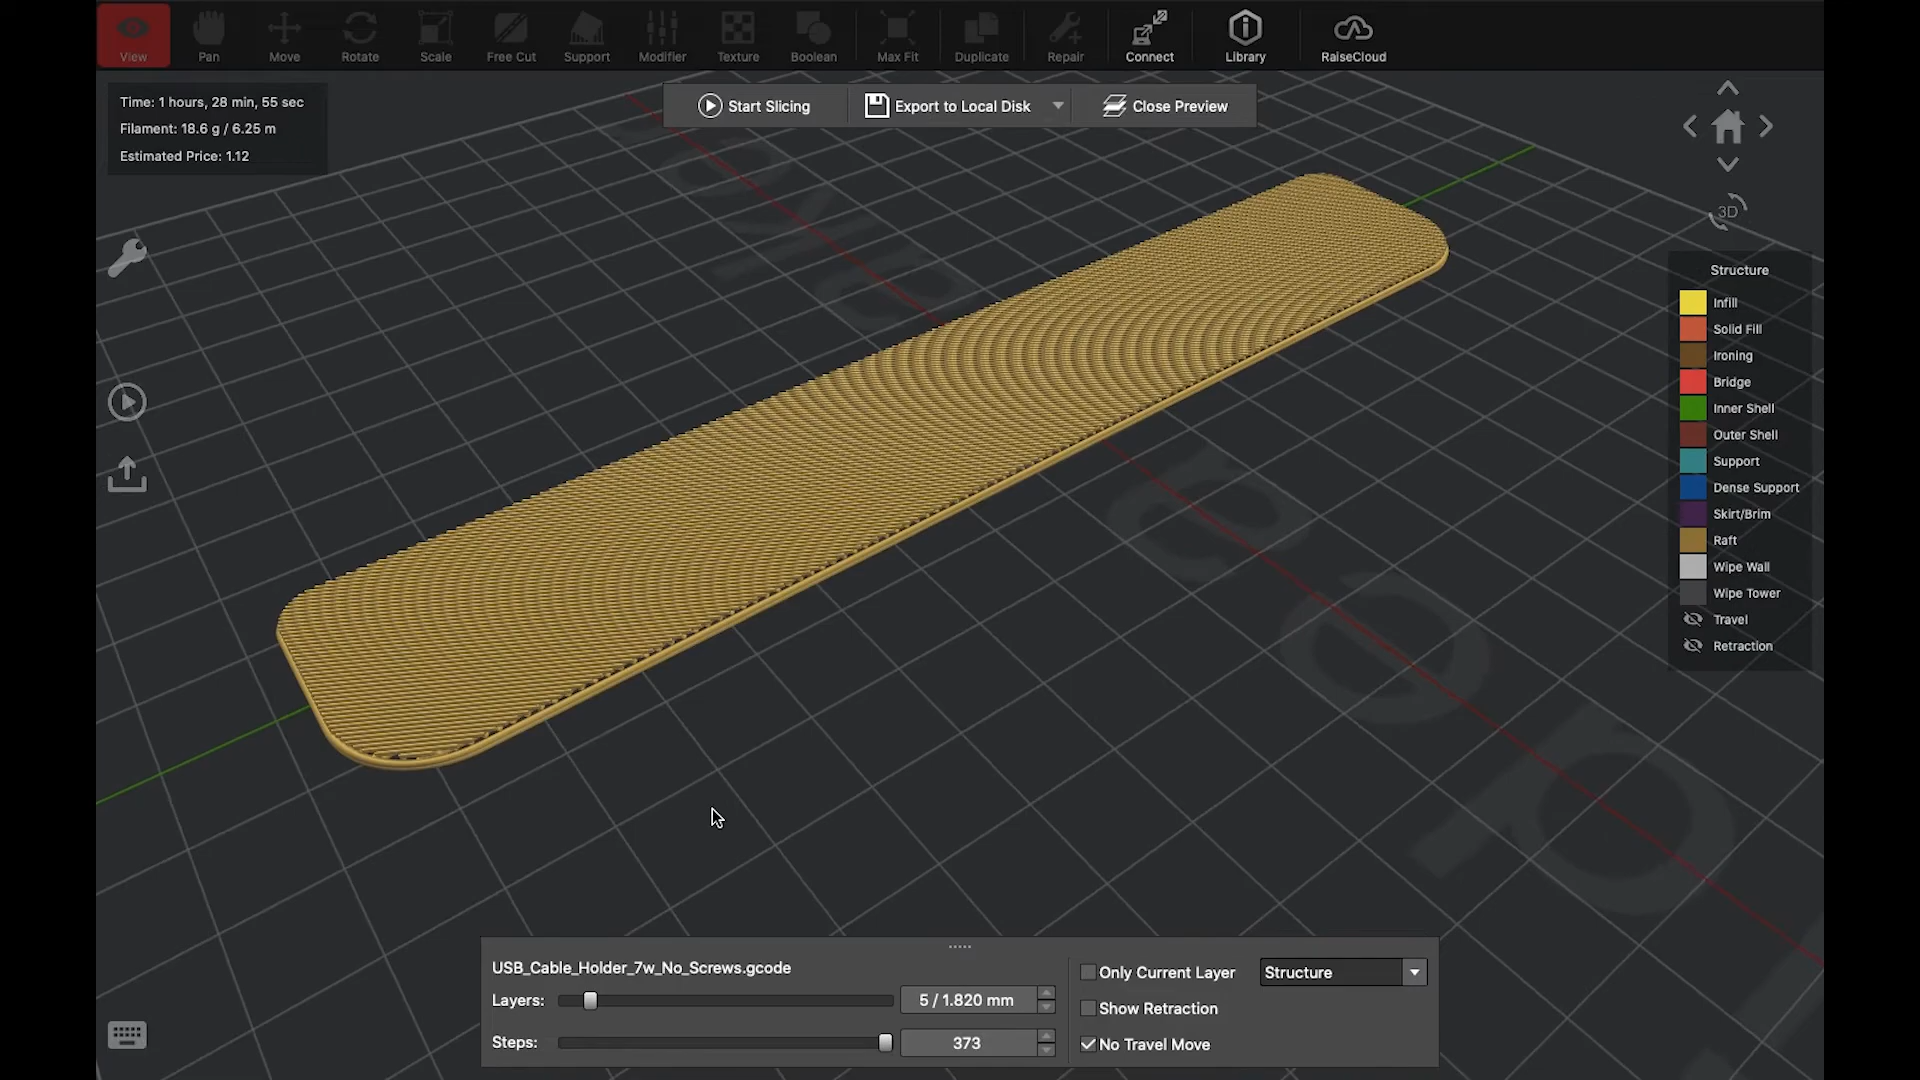 View Pan Move Rotate Scale Free Cut Support Modifier Texture Boolean Max Fit Duplicate Repair Connect Library RaiseCloud
Time: 1 hours, 28 min, 55 sec
Filament: 18.6 g / 6.25 m
Estimated Price: 1.12
Start Slicing Export to Local Disk Close Preview
3D
Structure
Infill
Solid Fill
Ironing
Bridge
Inner Shell
Outer Shell
Support
Dense Support
Skirt/Brim
Raft
Wipe Wall
Wipe Tower
Travel
Retraction
USB_Cable_Holder_7w_No_Screws.gcode
Layers: 5 / 1.820 mm
Steps: 373
Only Current Layer Structure
Show Retraction
No Travel Move